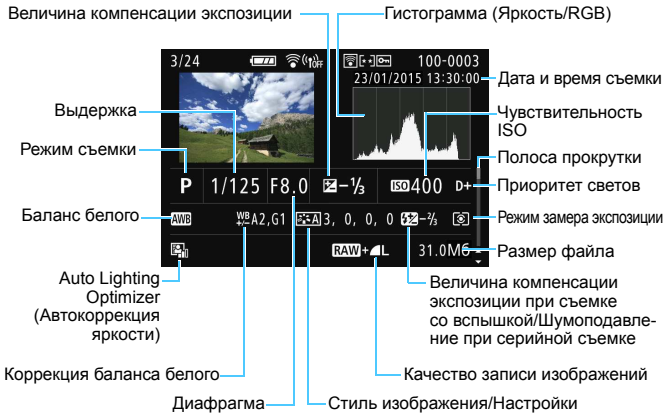 Величина компенсации экспозиции
Гистограмма (Яркость/RGB)
3/24
OFF
100-0003
23/01/2015 13:30:00
Дата и время съемки
Выдержка
Чувствительность
ISO
Режим съемки
Полоса прокрутки
P 1/125 F8.0 -⅓ ISO 400 D+
Приоритет светов
Баланс белого
AWB WB +/- A2,G1 A 3, 0, 0, 0 -⅔
Режим замера экспозиции
RAW+ L 31.0Мб
Размер файла
Auto Lighting
Optimizer
(Автокоррекция
яркости)
Величина компенсации
экспозиции при съемке
со вспышкой/Шумоподавле-
ние при серийной съемке
Коррекция баланса белого
Качество записи изображений
Диафрагма
Стиль изображения/Настройки